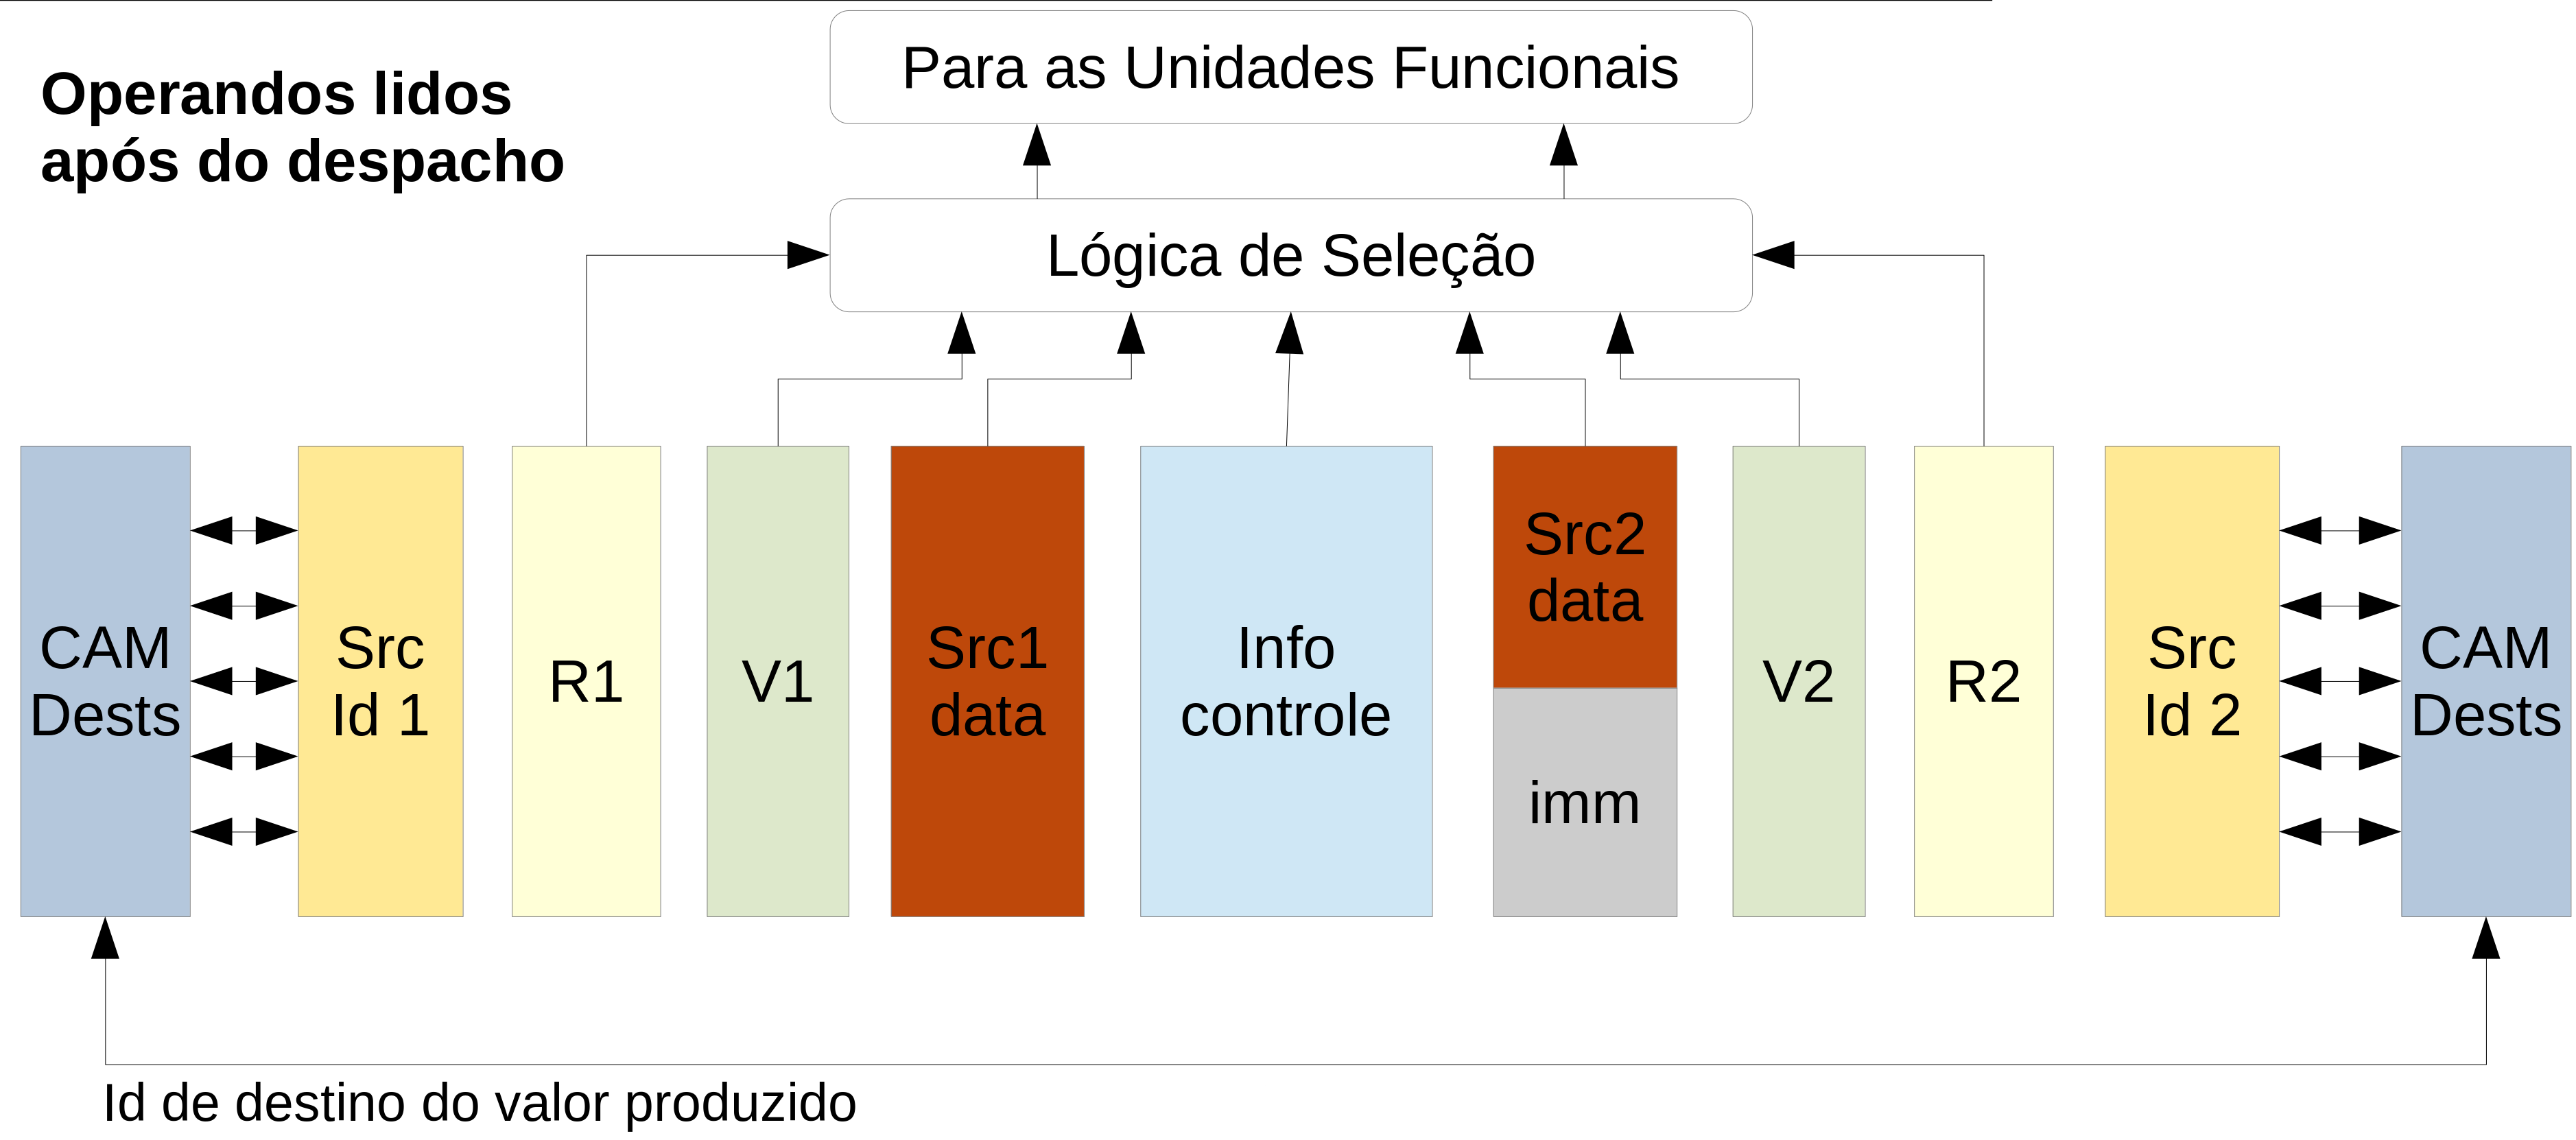 Para as Unidades Funcionais
Operandos lidos
após do despacho
Lógica de Seleção
CAM
Dests
Src
Id 1
R1
V1
Src1
data
Info
controle
Src2
data
imm
V2
R2
Src
Id 2
CAM
Dests
Id de destino do valor produzido